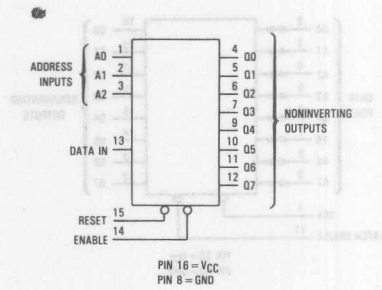 ADDRESS
INPUTS
A0 1
A1 2
A2 3
DATA IN 13
RESET 15
ENABLE 14
4 Q0
5 Q1
6 Q2
7 Q3
9 Q4
10 Q5
11 Q6
12 Q7
NONINVERTING
OUTPUTS
PIN 16 = VCC
PIN 8 = GND